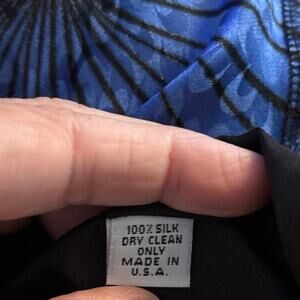 100% SILK
DRY CLEAN
ONLY
MADE IN
U.S.A.